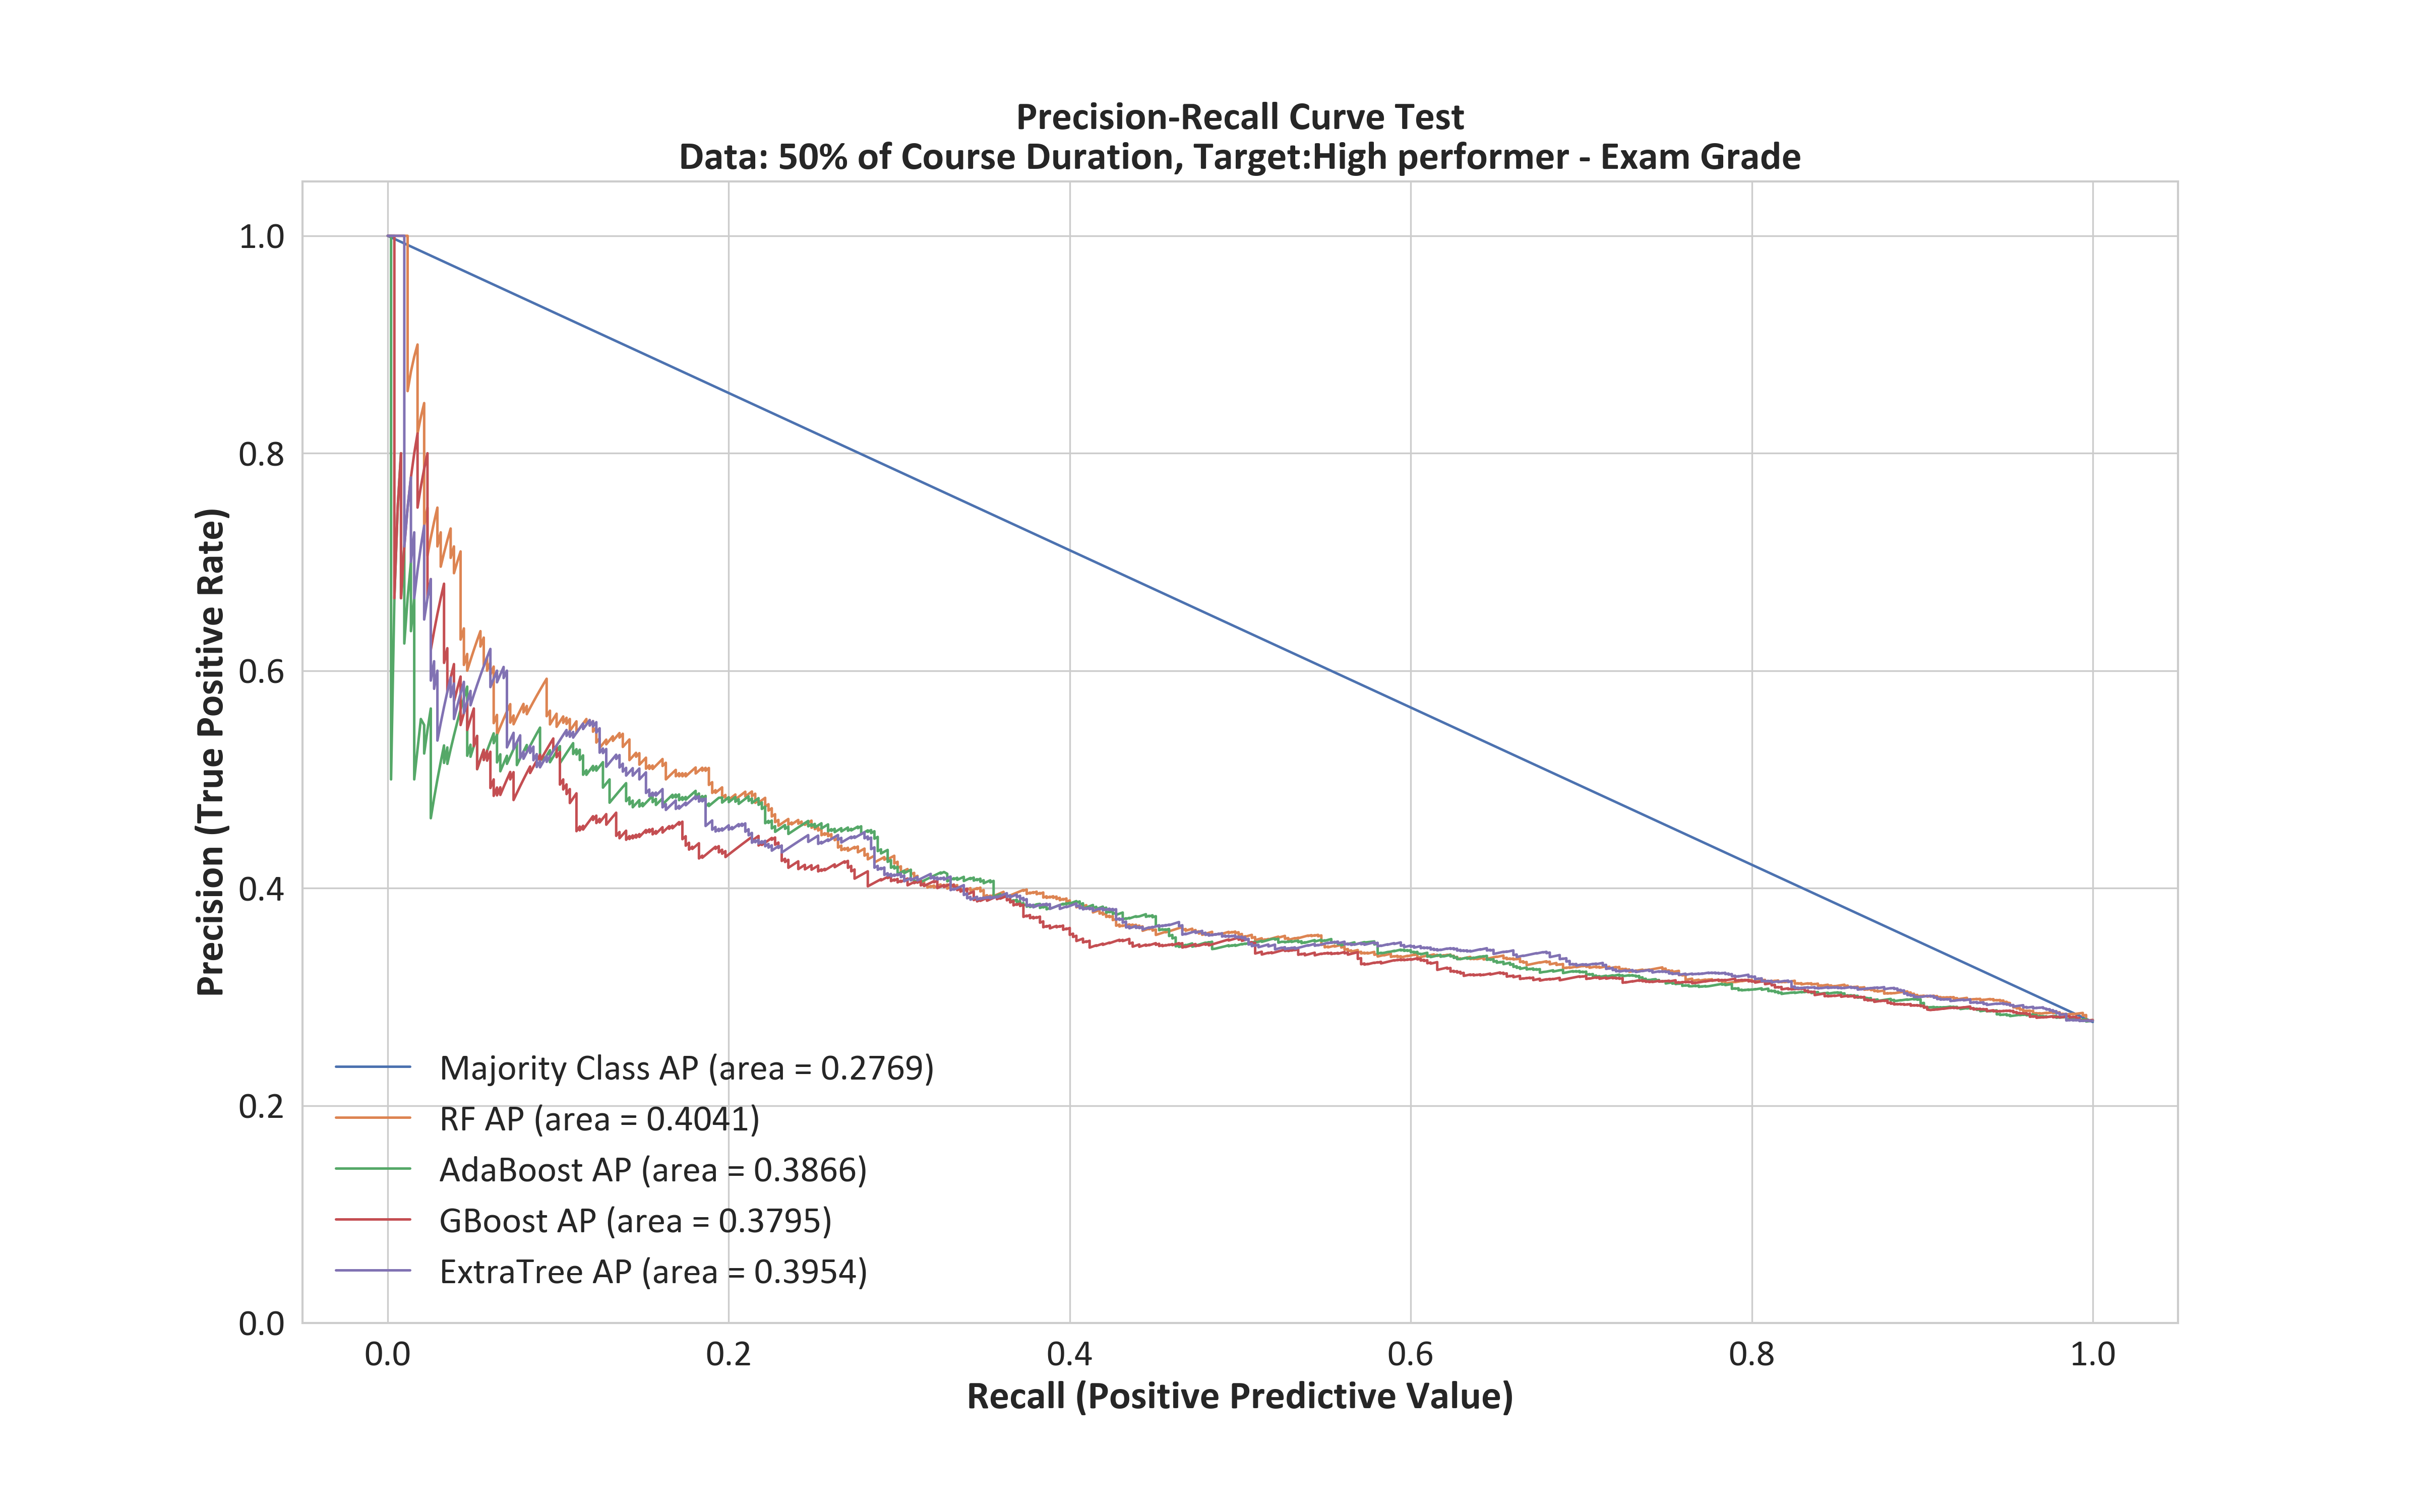 Precision-Recall Curve Test
Data: 50% of Course Duration, Target:High performer - Exam Grade
1.0
0.8
0.6
0.4
0.2
0.0
Precision (True Positive Rate)
Majority Class AP (area = 0.2769)
RF AP (area = 0.4041)
AdaBoost AP (area = 0.3866)
GBoost AP (area = 0.3795)
ExtraTree AP (area = 0.3954)
0.0 0.2 0.4 0.6 0.8 1.0
Recall (Positive Predictive Value)